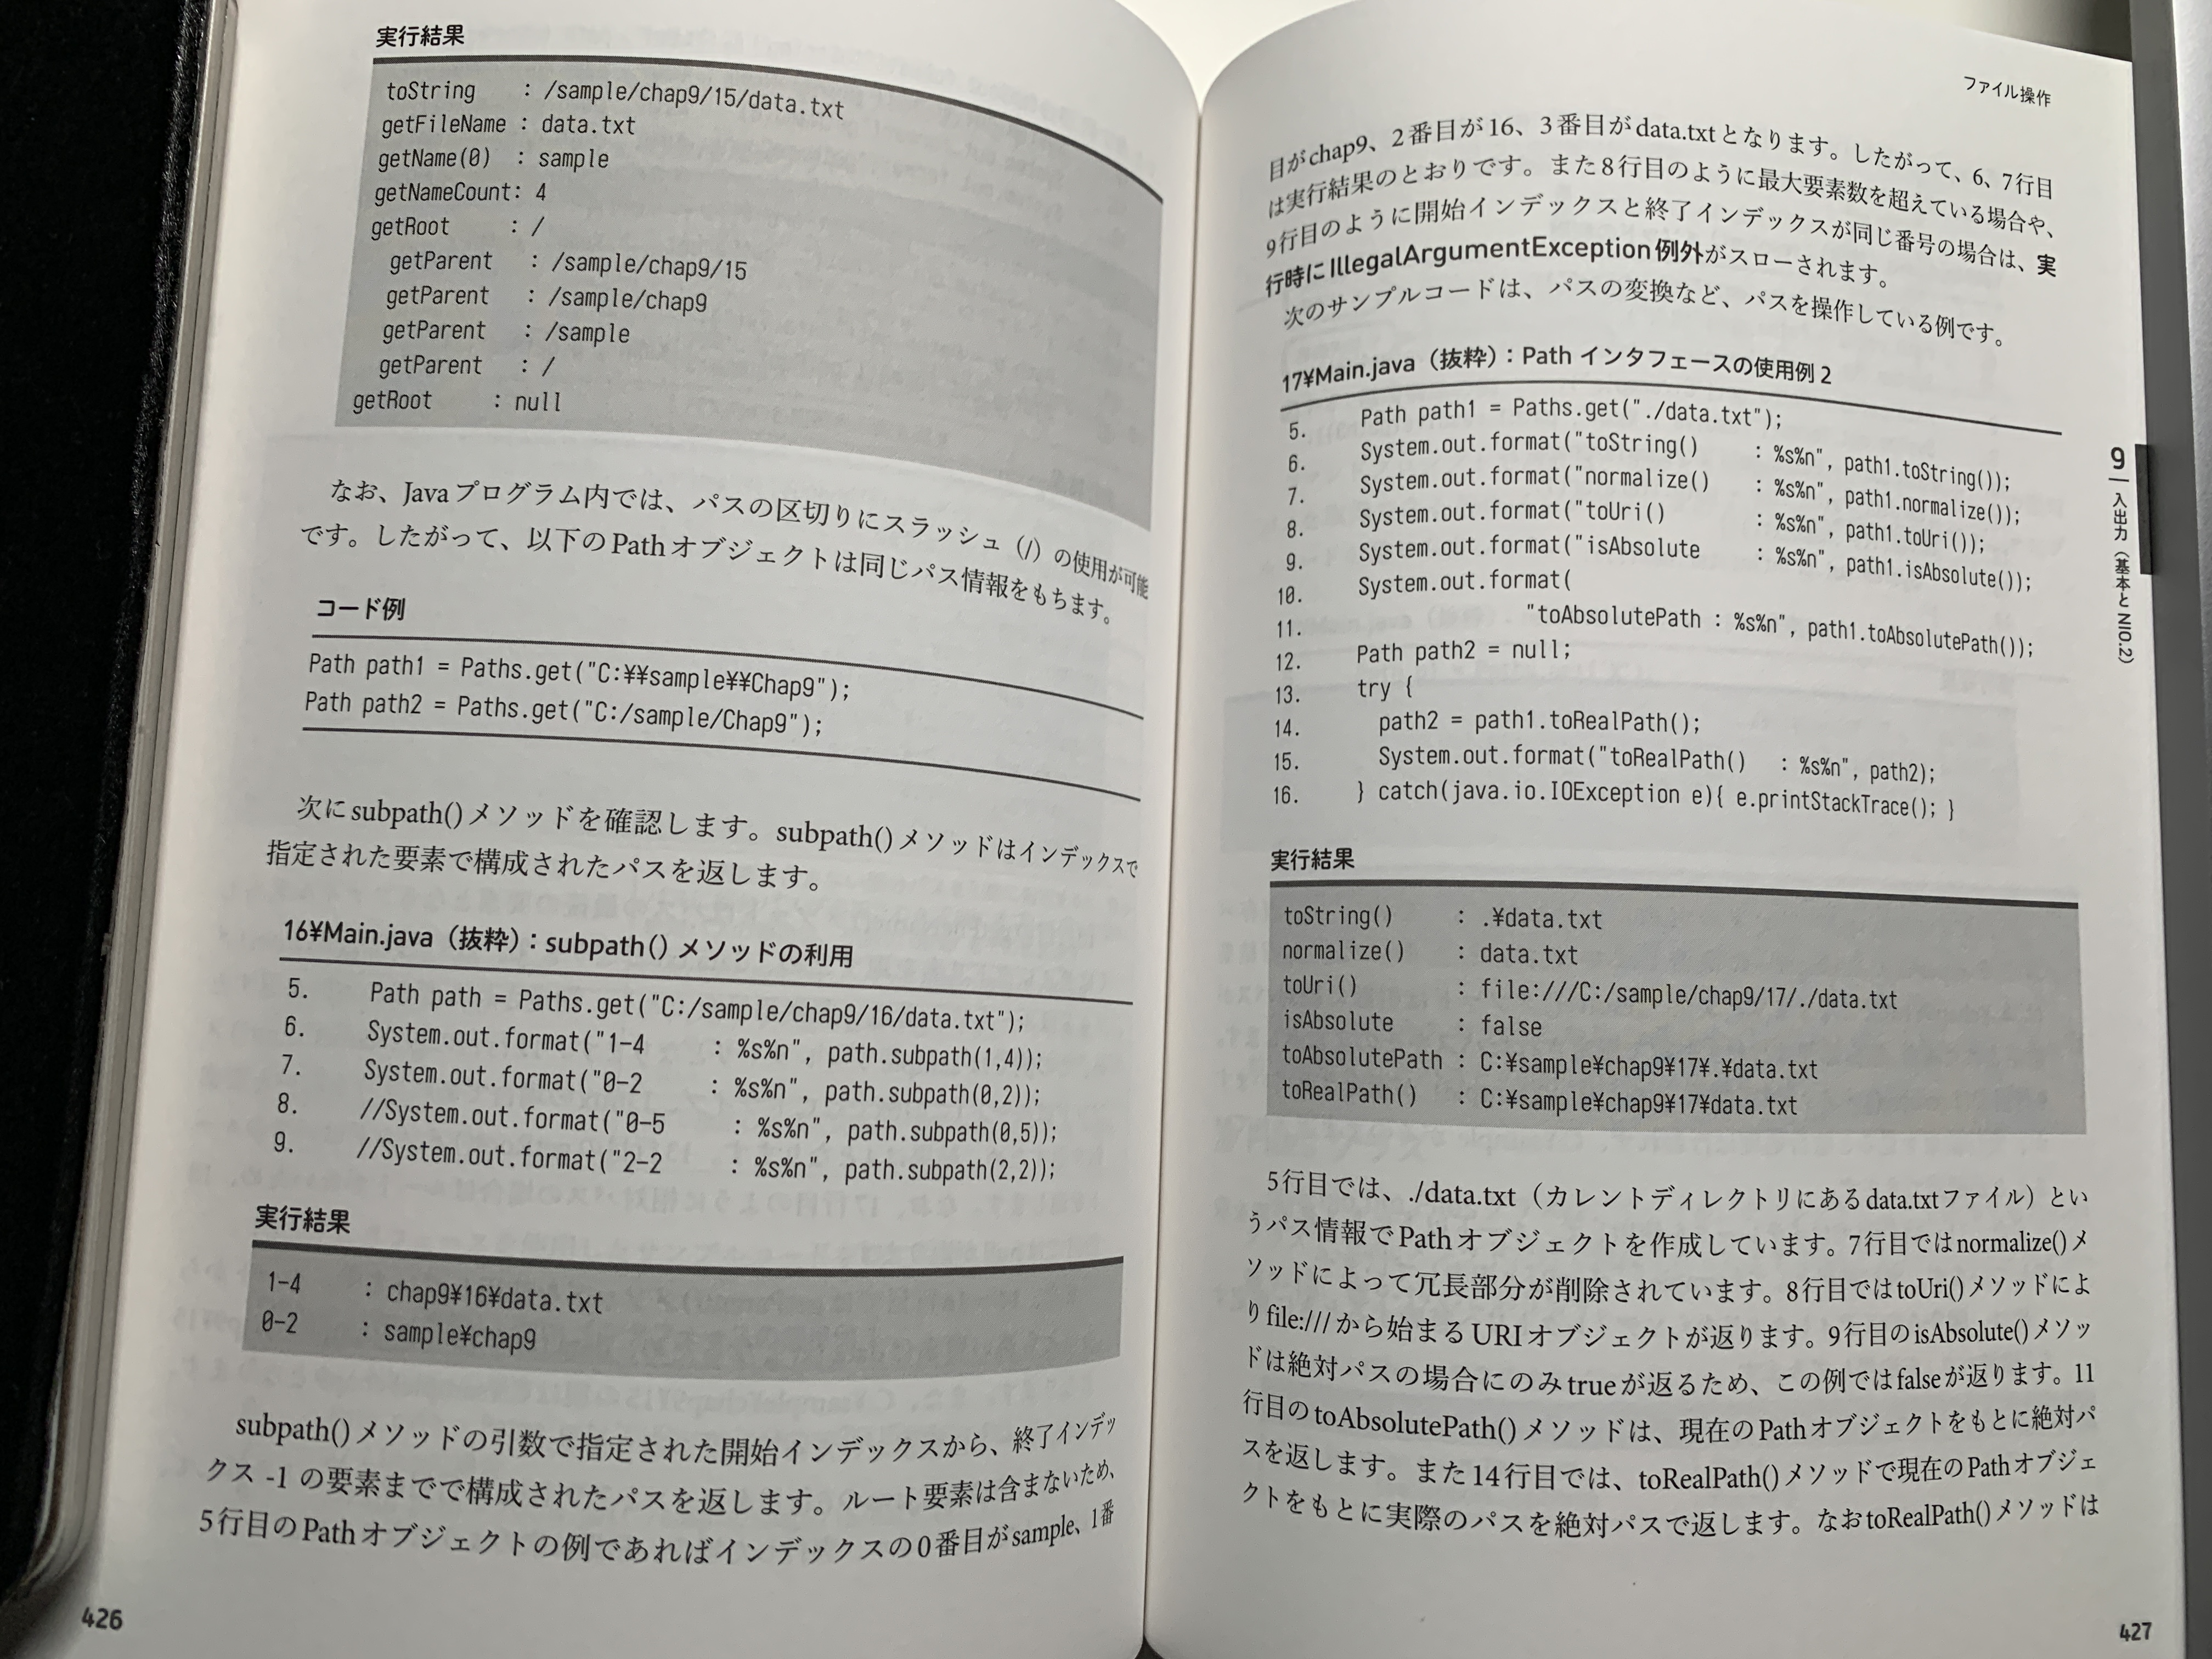 実行結果
toString : /sample/chap9/15/data.txt
getFileName : data.txt
getName(0) : sample
getNameCount: 4
getRoot : /
getParent : /sample/chap9/15
getParent : /sample/chap9
getParent : /sample
getParent : /
getRoot : null
なお、Javaプログラム内では、パスの区切りにスラッシュ（/）の使用が可能
です。したがって、以下のPathオブジェクトは同じパス情報をもちます。
コード例
Path path1 = Paths.get("C:¥¥sample¥¥Chap9");
Path path2 = Paths.get("C:/sample/Chap9");
次にsubpath()メソッドを確認します。subpath()メソッドはインデックスで
指定された要素で構成されたパスを返します。
16¥Main.java（抜粋）：subpath() メソッドの利用
5. Path path = Paths.get("C:/sample/chap9/16/data.txt");
6. System.out.format("1-4 : %s%n", path.subpath(1,4));
7. System.out.format("0-2 : %s%n", path.subpath(0,2));
8. //System.out.format("0-5 : %s%n", path.subpath(0,5));
9. //System.out.format("2-2 : %s%n", path.subpath(2,2));
実行結果
1-4 : chap9¥16¥data.txt
0-2 : sample¥chap9
subpath()メソッドの引数で指定された開始インデックスから、終了インデッ
クス -1 の要素までで構成されたパスを返します。ルート要素は含まないため、
5行目のPathオブジェクトの例であればインデックスの0番目がsample、1番
426
ファイル操作
目がchap9、2番目が16、3番目がdata.txtとなります。したがって、6、7行目
は実行結果のとおりです。また8行目のように最大要素数を超えている場合や、
9行目のように開始インデックスと終了インデックスが同じ番号の場合は、実
行時にIllegalArgumentException例外がスローされます。
次のサンプルコードは、パスの変換など、パスを操作している例です。
17¥Main.java（抜粋）：Path インタフェースの使用例 2
5. Path path1 = Paths.get("./data.txt");
6. System.out.format("toString() : %s%n", path1.toString());
7. System.out.format("normalize() : %s%n", path1.normalize());
8. System.out.format("toUri() : %s%n", path1.toUri());
9. System.out.format("isAbsolute : %s%n", path1.isAbsolute());
10. System.out.format(
11. "toAbsolutePath : %s%n", path1.toAbsolutePath());
12. Path path2 = null;
13. try {
14. path2 = path1.toRealPath();
15. System.out.format("toRealPath() : %s%n", path2);
16. } catch(java.io.IOException e){ e.printStackTrace(); }
実行結果
toString() : .¥data.txt
normalize() : data.txt
toUri() : file:///C:/sample/chap9/17/./data.txt
isAbsolute : false
toAbsolutePath : C:¥sample¥chap9¥17¥.¥data.txt
toRealPath() : C:¥sample¥chap9¥17¥data.txt
5行目では、./data.txt（カレントディレクトリにあるdata.txtファイル）とい
うパス情報でPathオブジェクトを作成しています。7行目ではnormalize()メ
ソッドによって冗長部分が削除されています。8行目ではtoUri()メソッドによ
りfile:///から始まるURIオブジェクトが返ります。9行目のisAbsolute()メソッ
ドは絶対パスの場合にのみtrueが返るため、この例ではfalseが返ります。11
行目のtoAbsolutePath()メソッドは、現在のPathオブジェクトをもとに絶対パ
スを返します。また14行目では、toRealPath()メソッドで現在のPathオブジェ
クトをもとに実際のパスを絶対パスで返します。なおtoRealPath()メソッドは
9 入出力（基本とNIO.2）
427